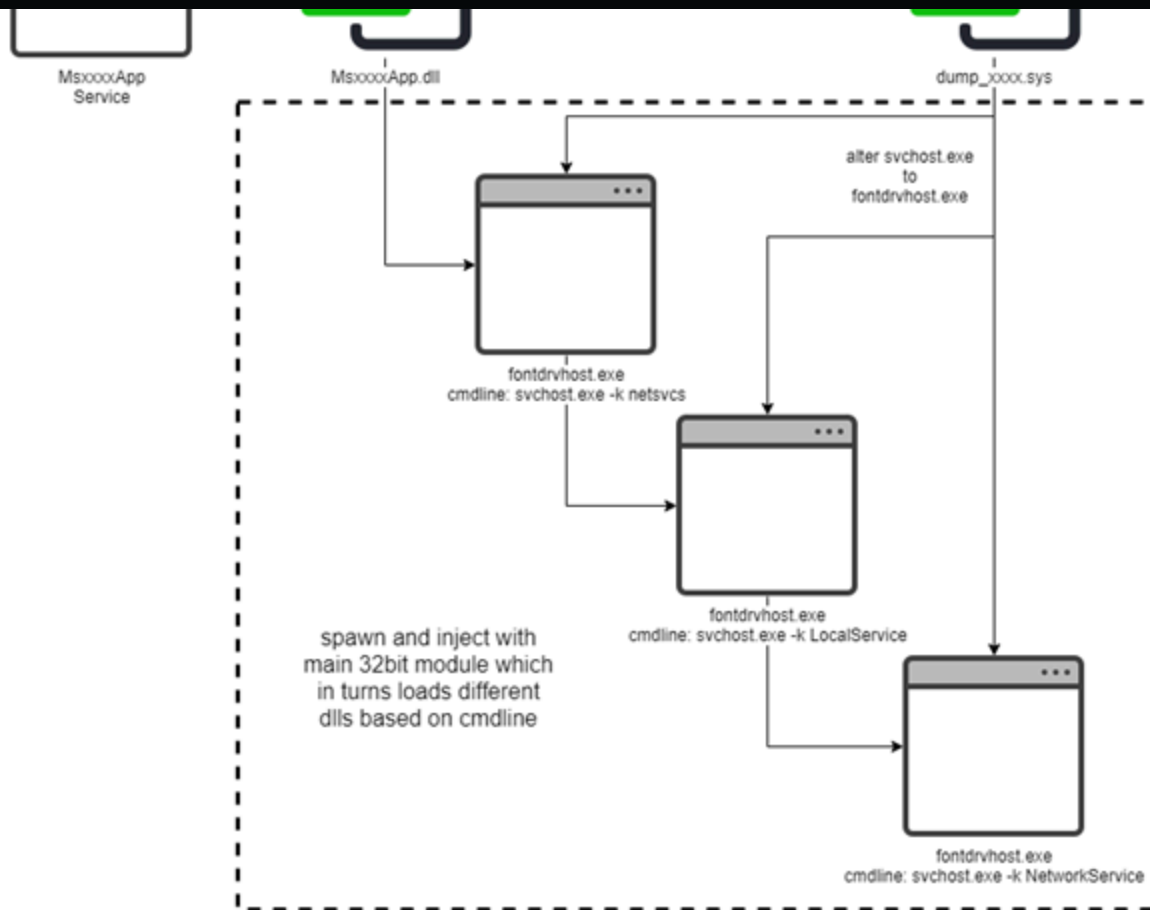 MsxxxxApp
Service
MsxxxxApp.dll
dump_xxxx.sys
alter svchost.exe
to
fontdrvhost.exe
fontdrvhost.exe
cmdline: svchost.exe -k netsvcs
fontdrvhost.exe
cmdline: svchost.exe -k LocalService
spawn and inject with
main 32bit module which
in turns loads different
dlls based on cmdline
fontdrvhost.exe
cmdline: svchost.exe -k NetworkService